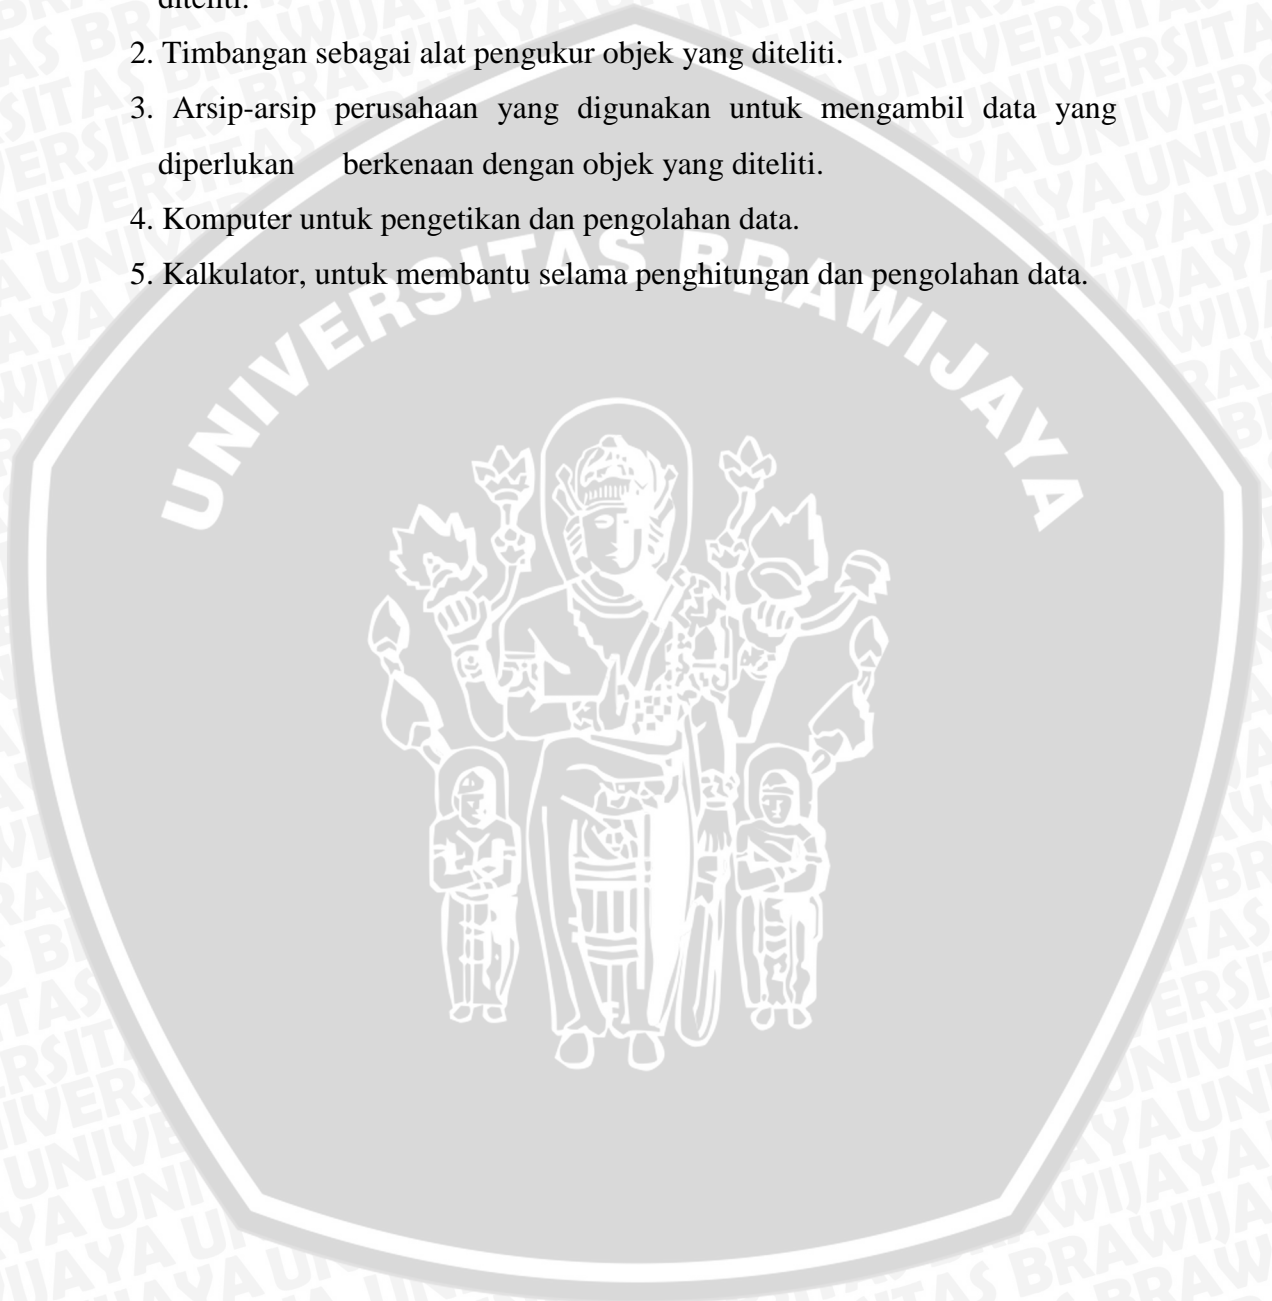 diteliti.
2. Timbangan sebagai alat pengukur objek yang diteliti.
3. Arsip-arsip perusahaan yang digunakan untuk mengambil data yang
diperlukan berkenaan dengan objek yang diteliti.
4. Komputer untuk pengetikan dan pengolahan data.
5. Kalkulator, untuk membantu selama penghitungan dan pengolahan data.
UNIVERSITAS BRAWIJAYA